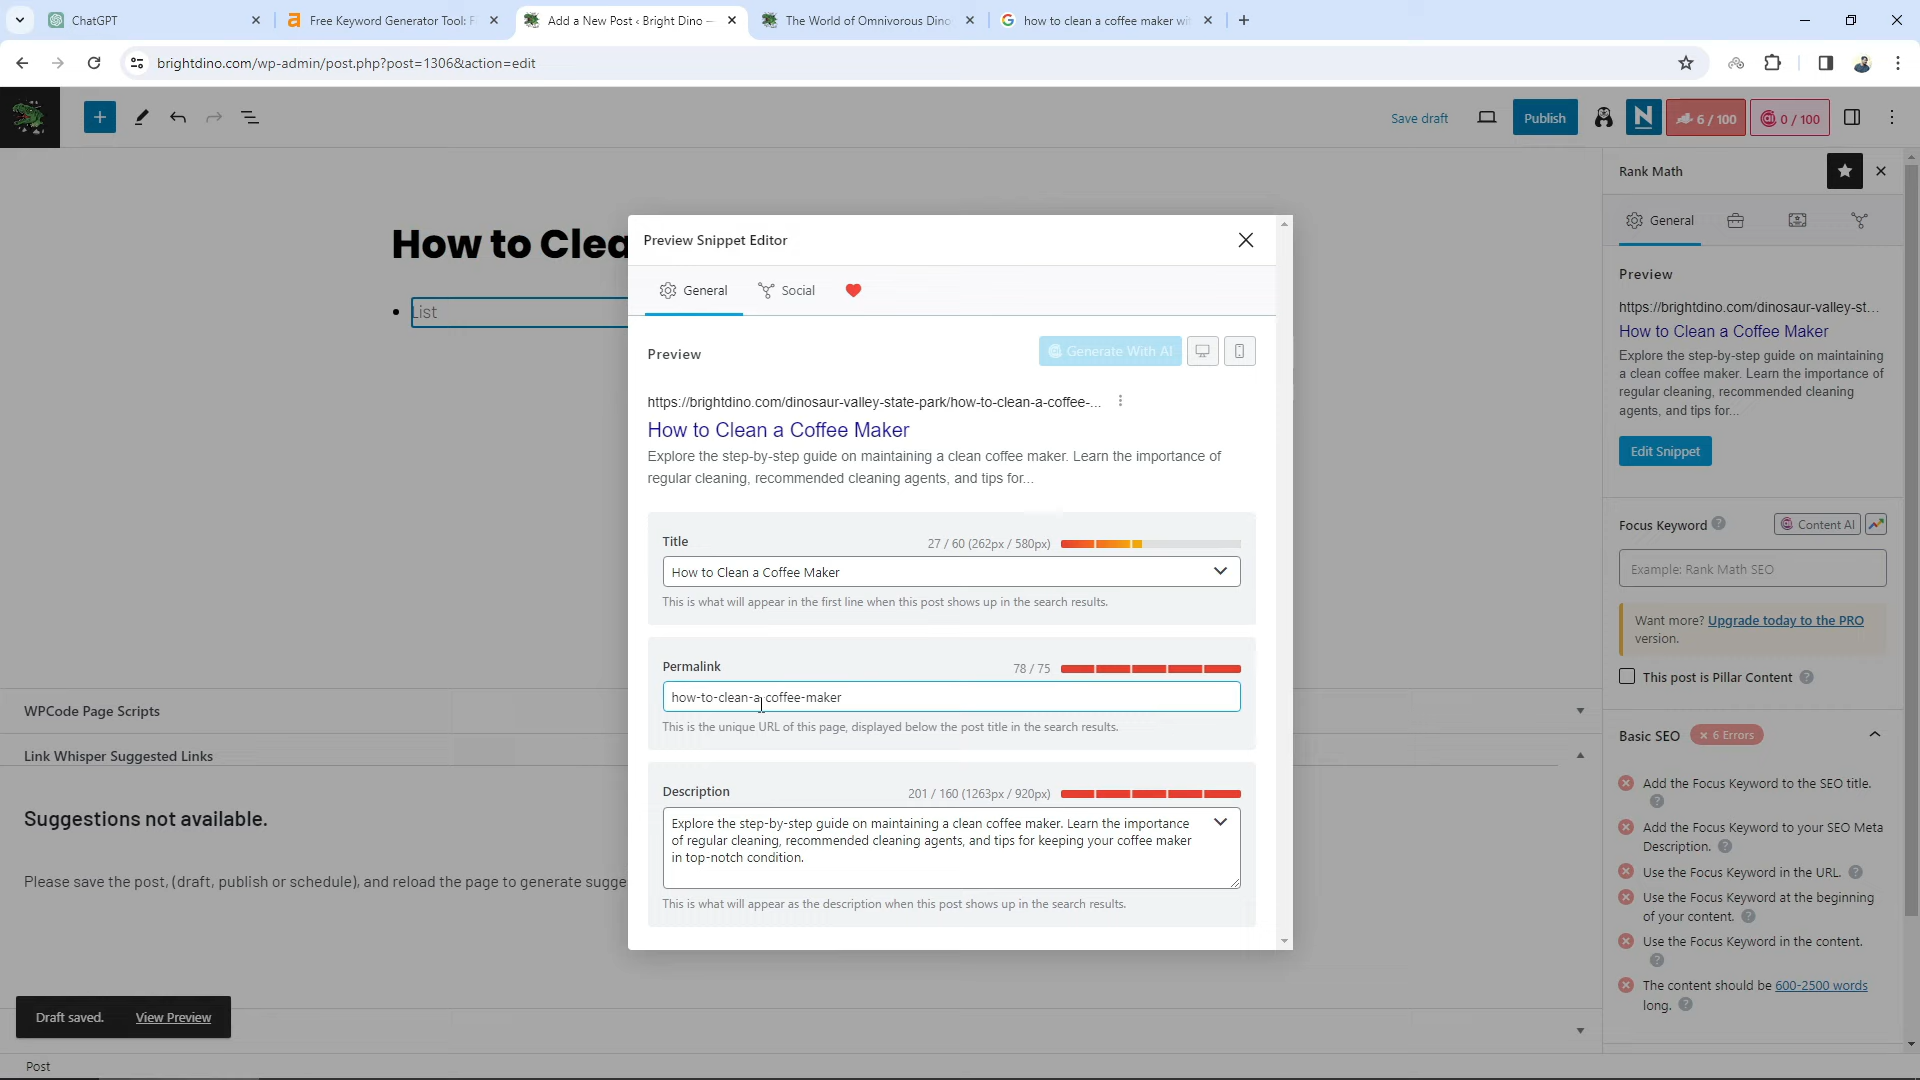 ChatGPT
Free Keyword Generator Tool: F
Add a New Post ‹ Bright Dino —
The World of Omnivorous Dino
how to clean a coffee maker wi
brightdino.com/wp-admin/post.php?post=1306&action=edit
Save draft
Publish
6 / 100
0 / 100
How to Clea
List
WPCode Page Scripts
Link Whisper Suggested Links
Suggestions not available.
Please save the post, (draft, publish or schedule), and reload the page to generate sugge
Draft saved.
View Preview
Post
Preview Snippet Editor
General
Social
Preview
Generate With AI
https://brightdino.com/dinosaur-valley-state-park/how-to-clean-a-coffee-...
How to Clean a Coffee Maker
Explore the step-by-step guide on maintaining a clean coffee maker. Learn the importance of
regular cleaning, recommended cleaning agents, and tips for...
Title
27 / 60 (262px / 580px)
How to Clean a Coffee Maker
This is what will appear in the first line when this post shows up in the search results.
Permalink
78 / 75
how-to-clean-a-coffee-maker
This is the unique URL of this page, displayed below the post title in the search results.
Description
201 / 160 (1263px / 920px)
Explore the step-by-step guide on maintaining a clean coffee maker. Learn the importance
of regular cleaning, recommended cleaning agents, and tips for keeping your coffee maker
in top-notch condition.
This is what will appear as the description when this post shows up in the search results.
Rank Math
General
Preview
https://brightdino.com/dinosaur-valley-st...
How to Clean a Coffee Maker
Explore the step-by-step guide on maintaining
a clean coffee maker. Learn the importance of
regular cleaning, recommended cleaning
agents, and tips for...
Edit Snippet
Focus Keyword
Content AI
Example: Rank Math SEO
Want more? Upgrade today to the PRO
version.
This post is Pillar Content
Basic SEO
× 6 Errors
Add the Focus Keyword to the SEO title.
Add the Focus Keyword to your SEO Meta
Description.
Use the Focus Keyword in the URL.
Use the Focus Keyword at the beginning
of your content.
Use the Focus Keyword in the content.
The content should be 600-2500 words
long.